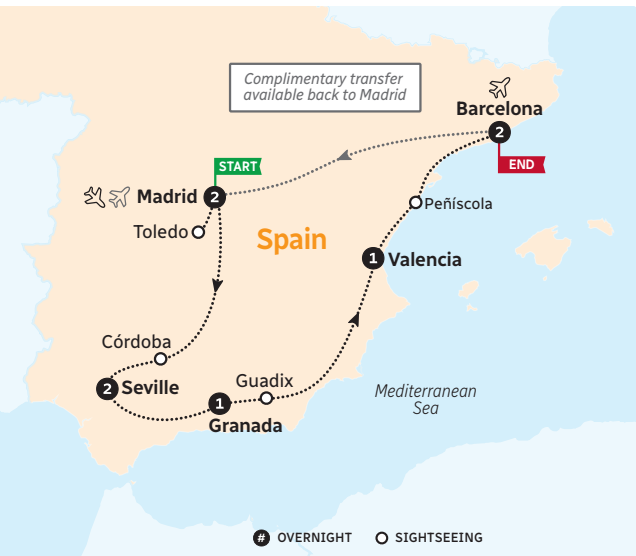 Complimentary transfer
available back to Madrid
Barcelona
2
END
START
Madrid
2
Toledo
Spain
Peñíscola
1
Valencia
Córdoba
2
Seville
Guadix
1
Granada
Mediterranean
Sea
# OVERNIGHT
SIGHTSEEING